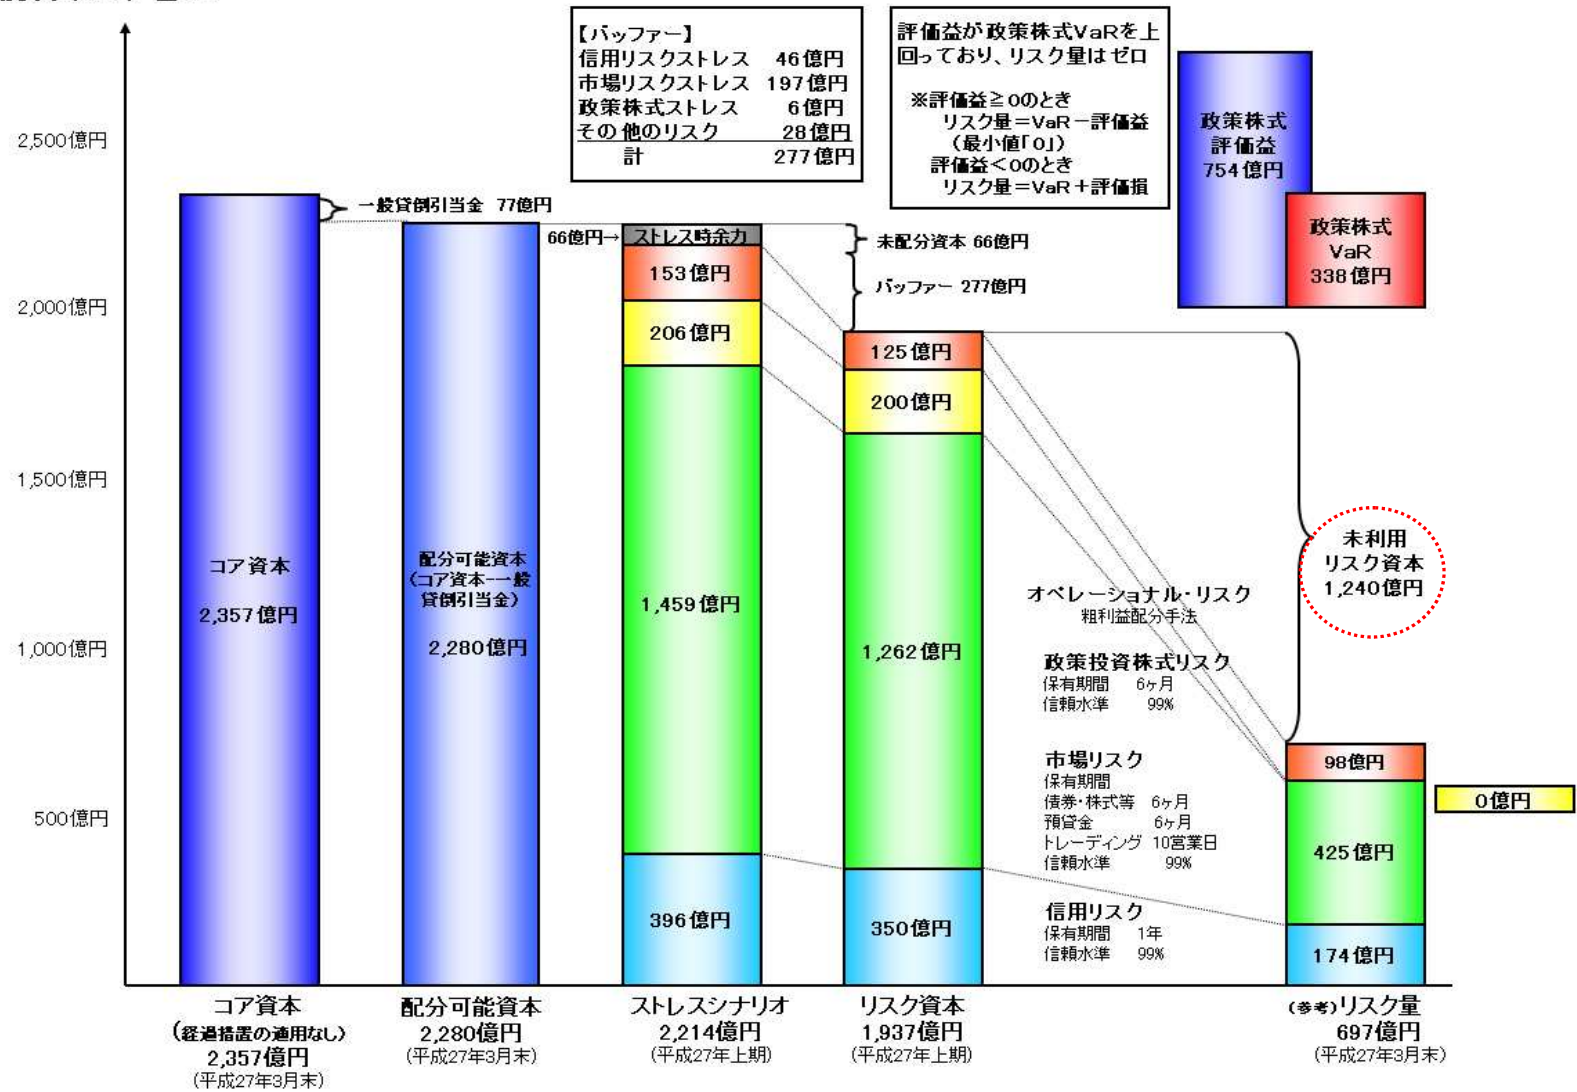 【バッファー】
信用リスクストレス 46億円
市場リスクストレス 197億円
政策株式ストレス 6億円
その他のリスク 28億円
計 277億円
評価益が政策株式VaRを上
回っており、リスク量はゼロ
※評価益≧0のとき
リスク量=VaR-評価益
(最小値「0」)
評価益<0のとき
リスク量=VaR+評価損
政策株式
評価益
754億円
政策株式
VaR
338億円
2,500億円
2,000億円
1,500億円
1,000億円
500億円
一般貸倒引当金 77億円
66億円→
ストレス時余力
未配分資本 66億円
バッファー 277億円
コア資本
2,357億円
配分可能資本
(コア資本-一般
貸倒引当金)
2,280億円
153億円
206億円
1,459億円
396億円
125億円
200億円
1,262億円
350億円
オペレーショナル・リスク
粗利益配分手法
政策投資株式リスク
保有期間 6ヶ月
信頼水準 99%
市場リスク
保有期間
債券・株式等 6ヶ月
預貸金 6ヶ月
トレーディング 10営業日
信頼水準 99%
信用リスク
保有期間 1年
信頼水準 99%
未利用
リスク資本
1,240億円
98億円
0億円
425億円
174億円
コア資本
(経過措置の適用なし)
2,357億円
(平成27年3月末)
配分可能資本
2,280億円
(平成27年3月末)
ストレスシナリオ
2,214億円
(平成27年上期)
リスク資本
1,937億円
(平成27年上期)
(参考)リスク量
697億円
(平成27年3月末)